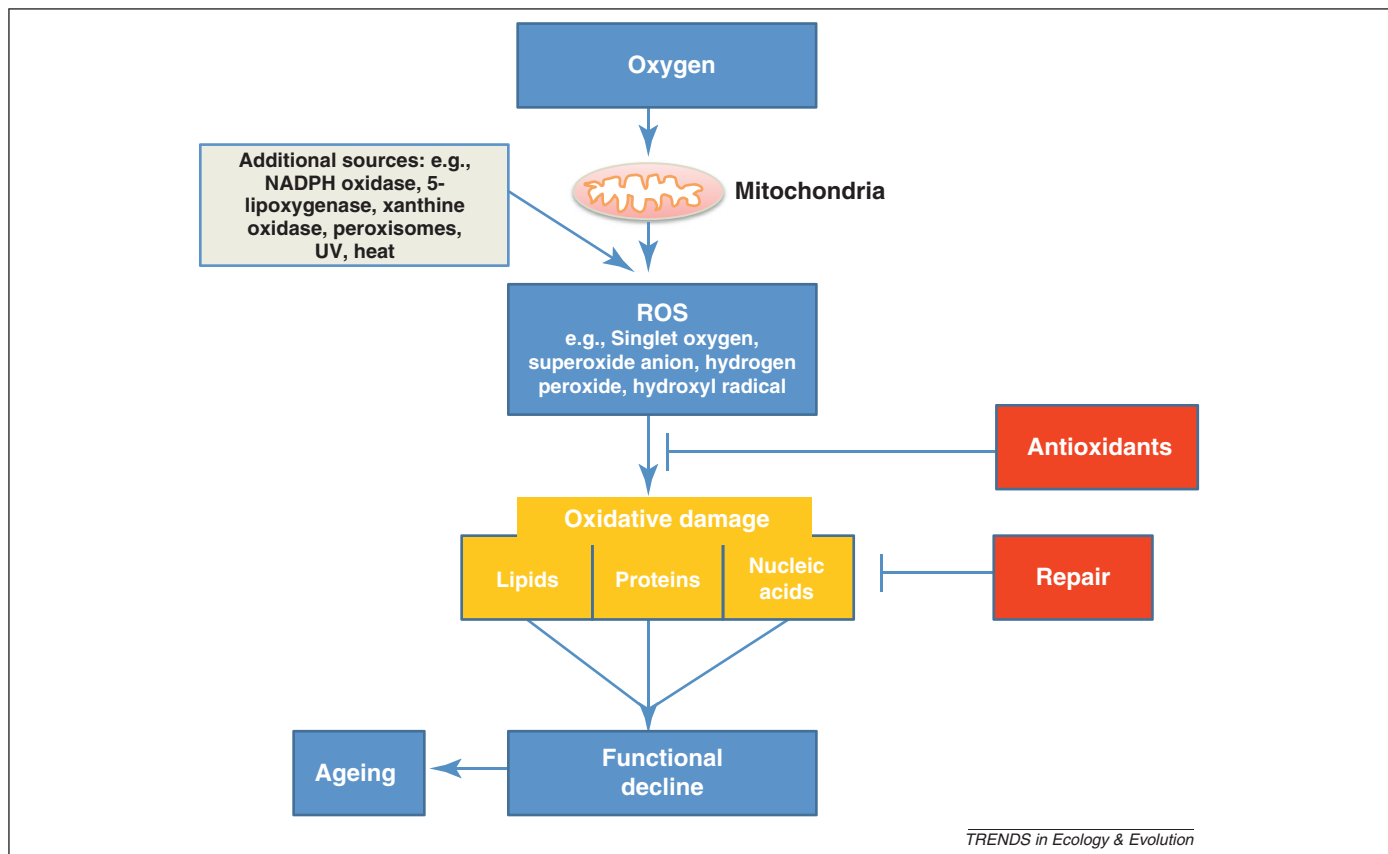 Oxygen
Additional sources: e.g.,
NADPH oxidase, 5-
lipoxygenase, xanthine
oxidase, peroxisomes,
UV, heat
Mitochondria
ROS
e.g., Singlet oxygen,
superoxide anion, hydrogen
peroxide, hydroxyl radical
Antioxidants
Oxidative damage
Lipids
Proteins
Nucleic
acids
Repair
Ageing
Functional
decline
TRENDS in Ecology & Evolution